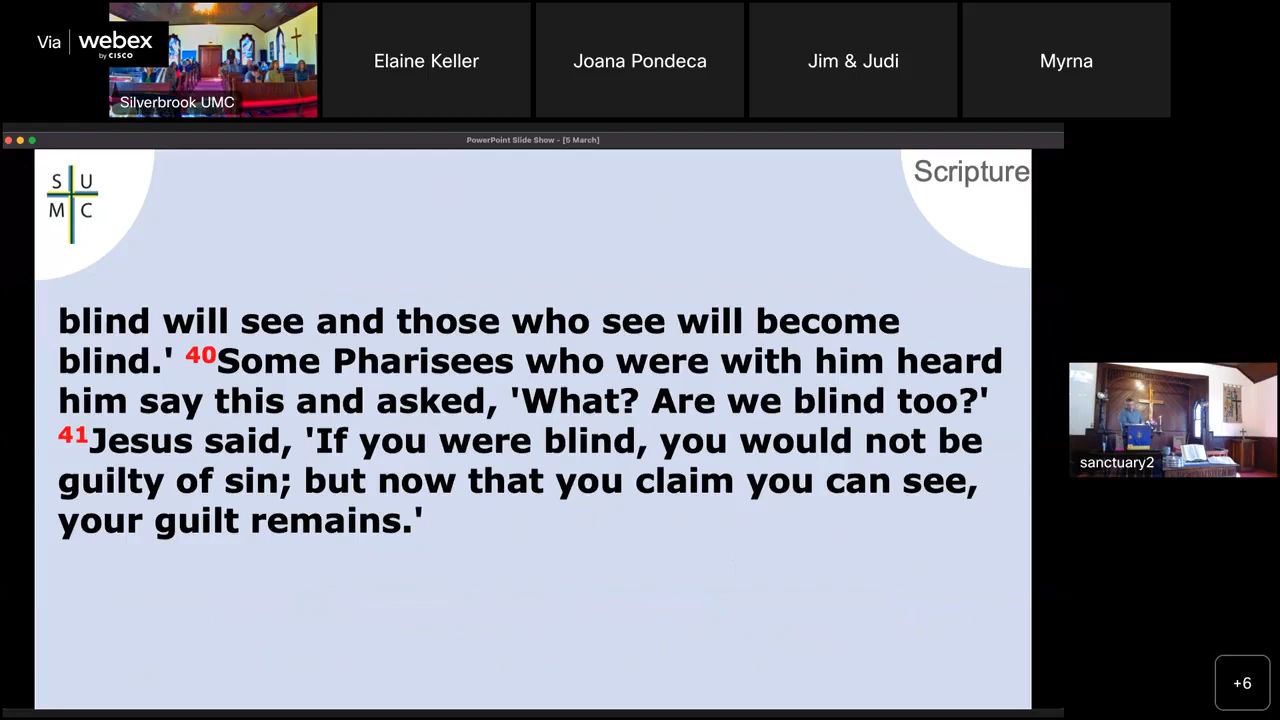 Via webex
by CISCO
Silverbrook UMC
Elaine Keller
Joana Pondeca
Jim & Judi
Myrna
PowerPoint Slide Show - [5 March]
S U
M C
Scripture
blind will see and those who see will become
blind.' 40Some Pharisees who were with him heard
him say this and asked, 'What? Are we blind too?'
41Jesus said, 'If you were blind, you would not be
guilty of sin; but now that you claim you can see,
your guilt remains.'
sanctuary2
+6